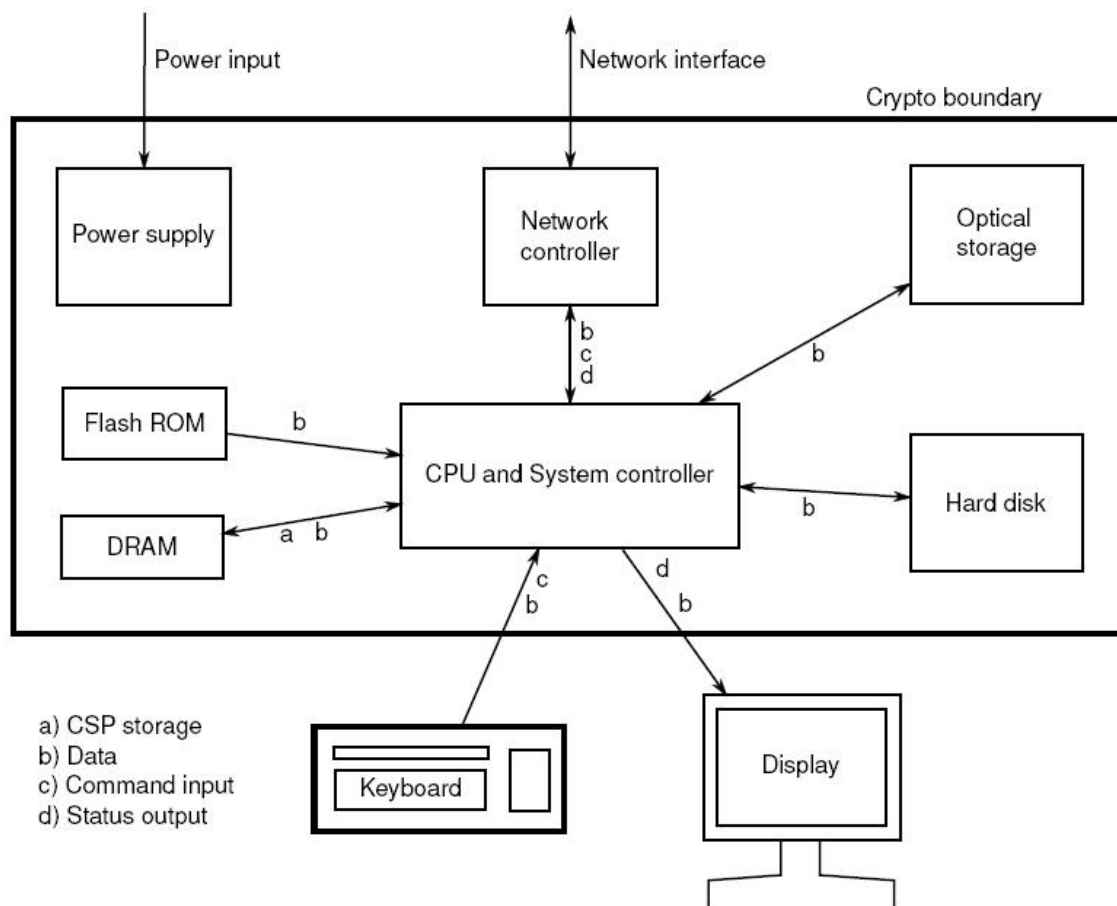 Power input
Network interface
Crypto boundary
Power supply
Network
controller
Optical
storage
b
c
d
b
Flash ROM
b
CPU and System controller
b
Hard disk
DRAM
a b
c
b
d
b
a) CSP storage
b) Data
c) Command input
d) Status output
Keyboard
Display